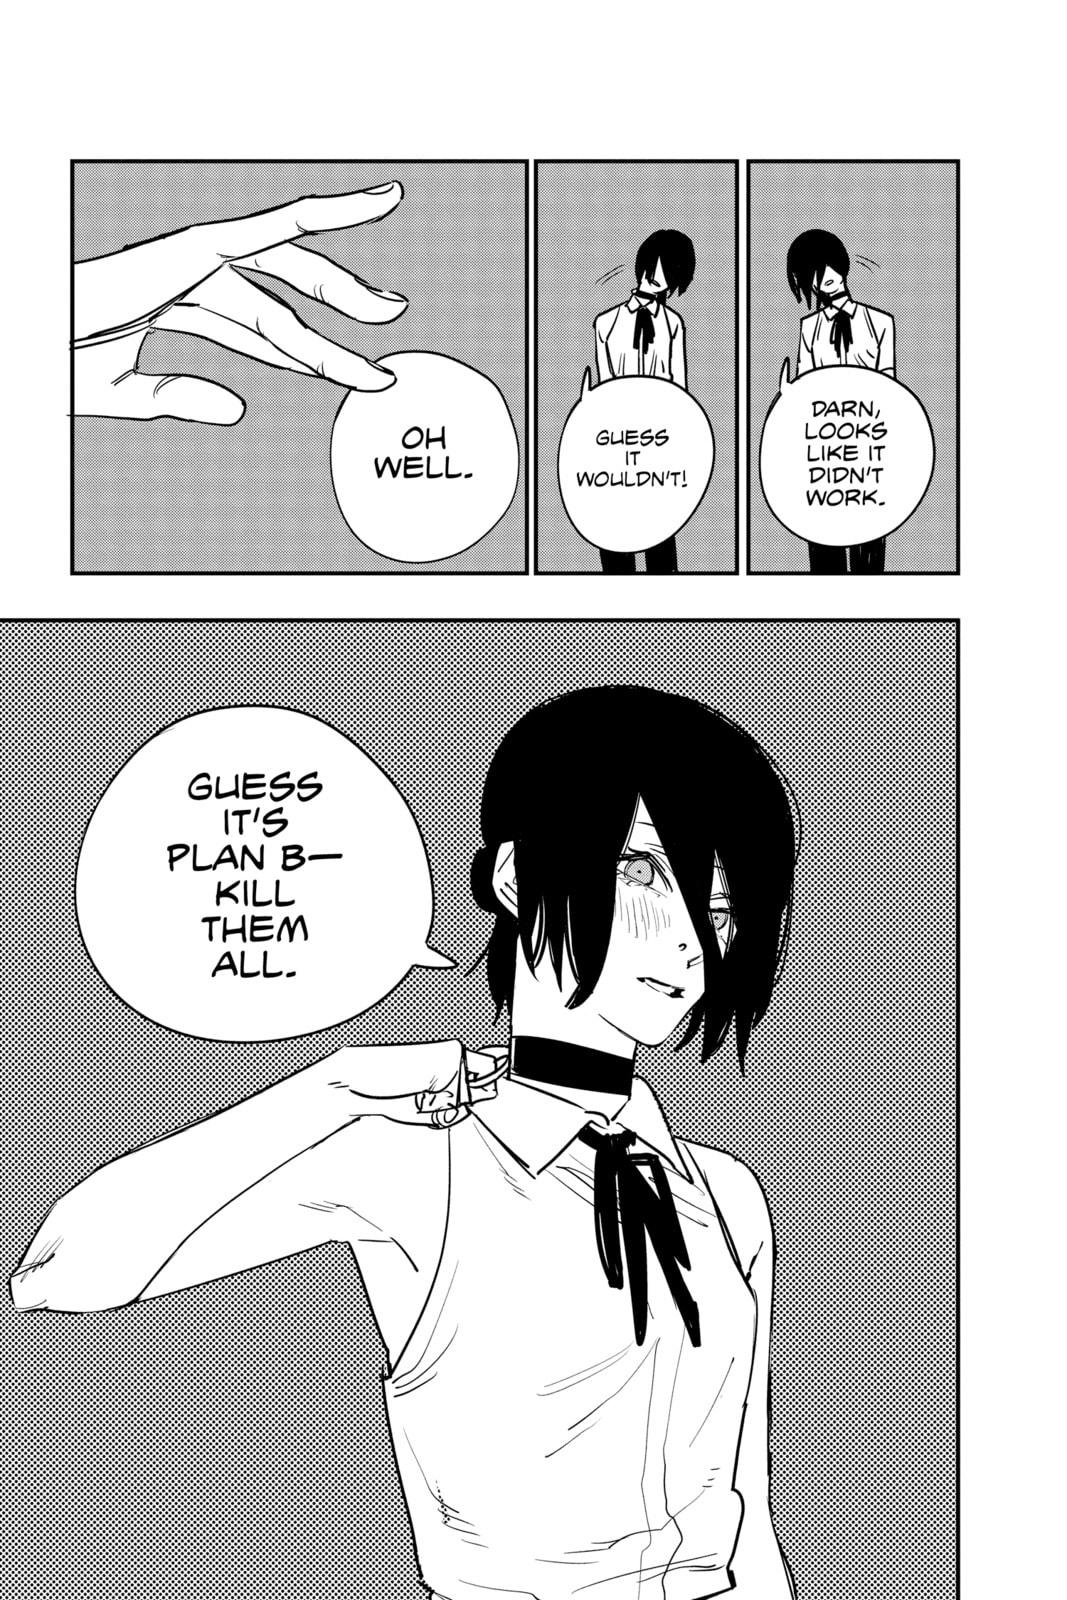 DARN,
LOOKS
LIKE IT
DIDN'T
WORK.
GUESS
IT
WOULDN'T!
OH
WELL.
GUESS
IT'S
PLAN B—
KILL
THEM
ALL.